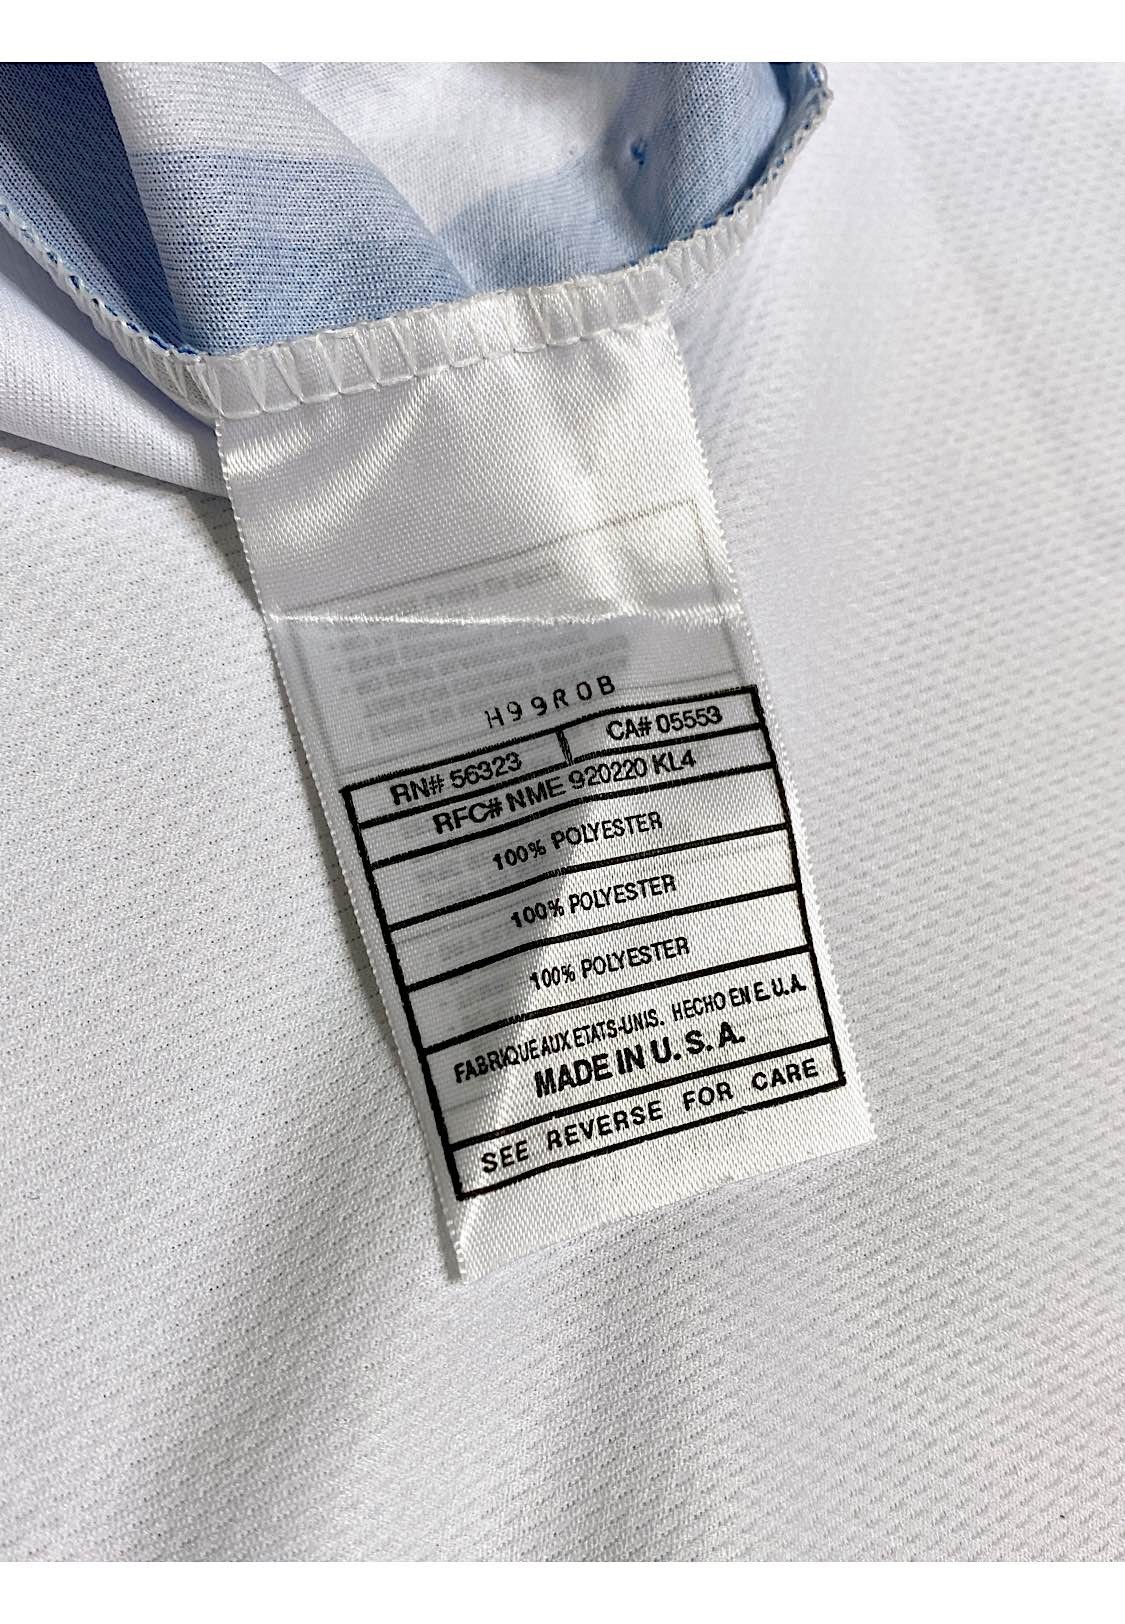 H99R0B
RN# 56323 CA# 05553
RFC# NME 920220 KL4
100% POLYESTER
100% POLYESTER
100% POLYESTER
FABRIQUE AUX ETATS-UNIS. HECHO EN E.U.A.
MADE IN U.S.A.
SEE REVERSE FOR CARE